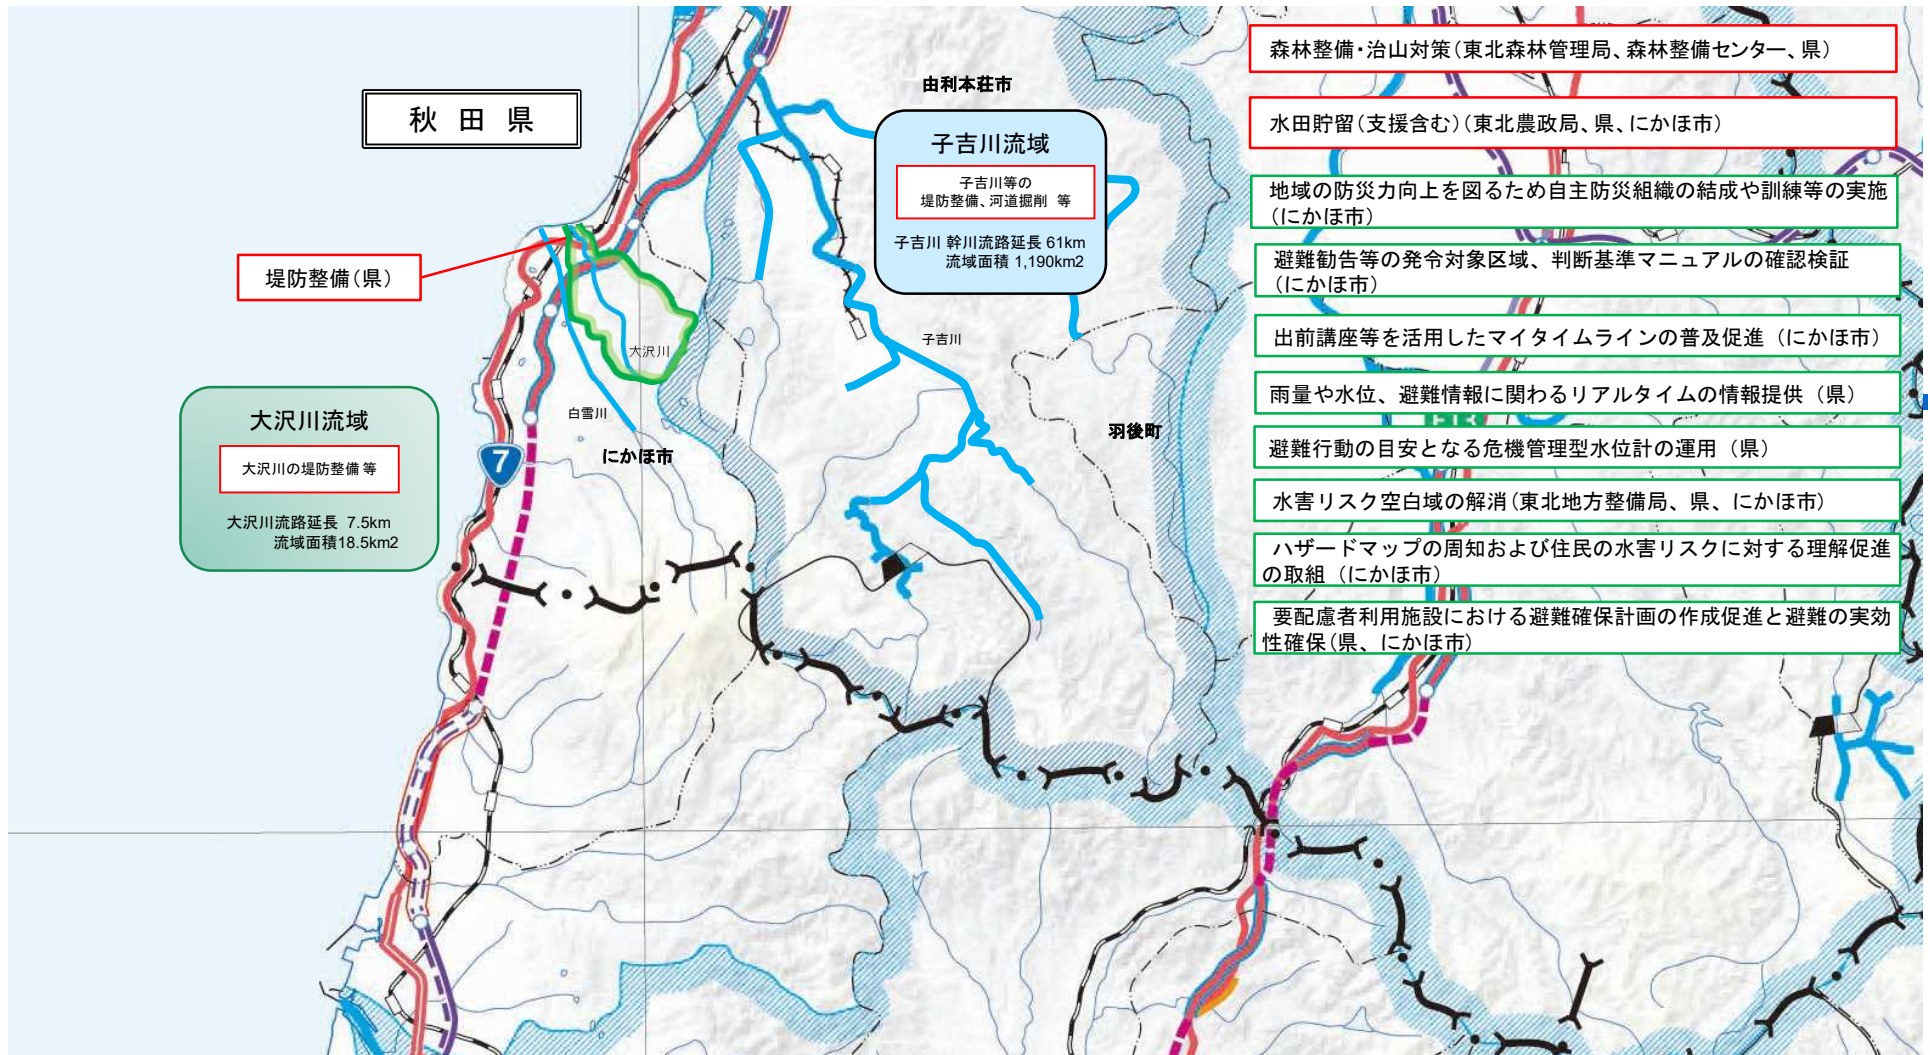 秋 田 県
由利本荘市
子吉川流域
子吉川等の
堤防整備、河道掘削 等
子吉川 幹川流路延長 61km
流域面積 1,190km2
堤防整備(県)
大沢川
子吉川
白雪川
にかほ市
羽後町
7
大沢川流域
大沢川の堤防整備 等
大沢川流路延長 7.5km
流域面積18.5km2
森林整備・治山対策(東北森林管理局、森林整備センター、県)
水田貯留(支援含む)(東北農政局、県、にかほ市)
地域の防災力向上を図るため自主防災組織の結成や訓練等の実施
(にかほ市)
避難勧告等の発令対象区域、判断基準マニュアルの確認検証
(にかほ市)
出前講座等を活用したマイタイムラインの普及促進 (にかほ市)
雨量や水位、避難情報に関わるリアルタイムの情報提供 (県)
避難行動の目安となる危機管理型水位計の運用 (県)
水害リスク空白域の解消(東北地方整備局、県、にかほ市)
ハザードマップの周知および住民の水害リスクに対する理解促進
の取組 (にかほ市)
要配慮者利用施設における避難確保計画の作成促進と避難の実効
性確保(県、にかほ市)